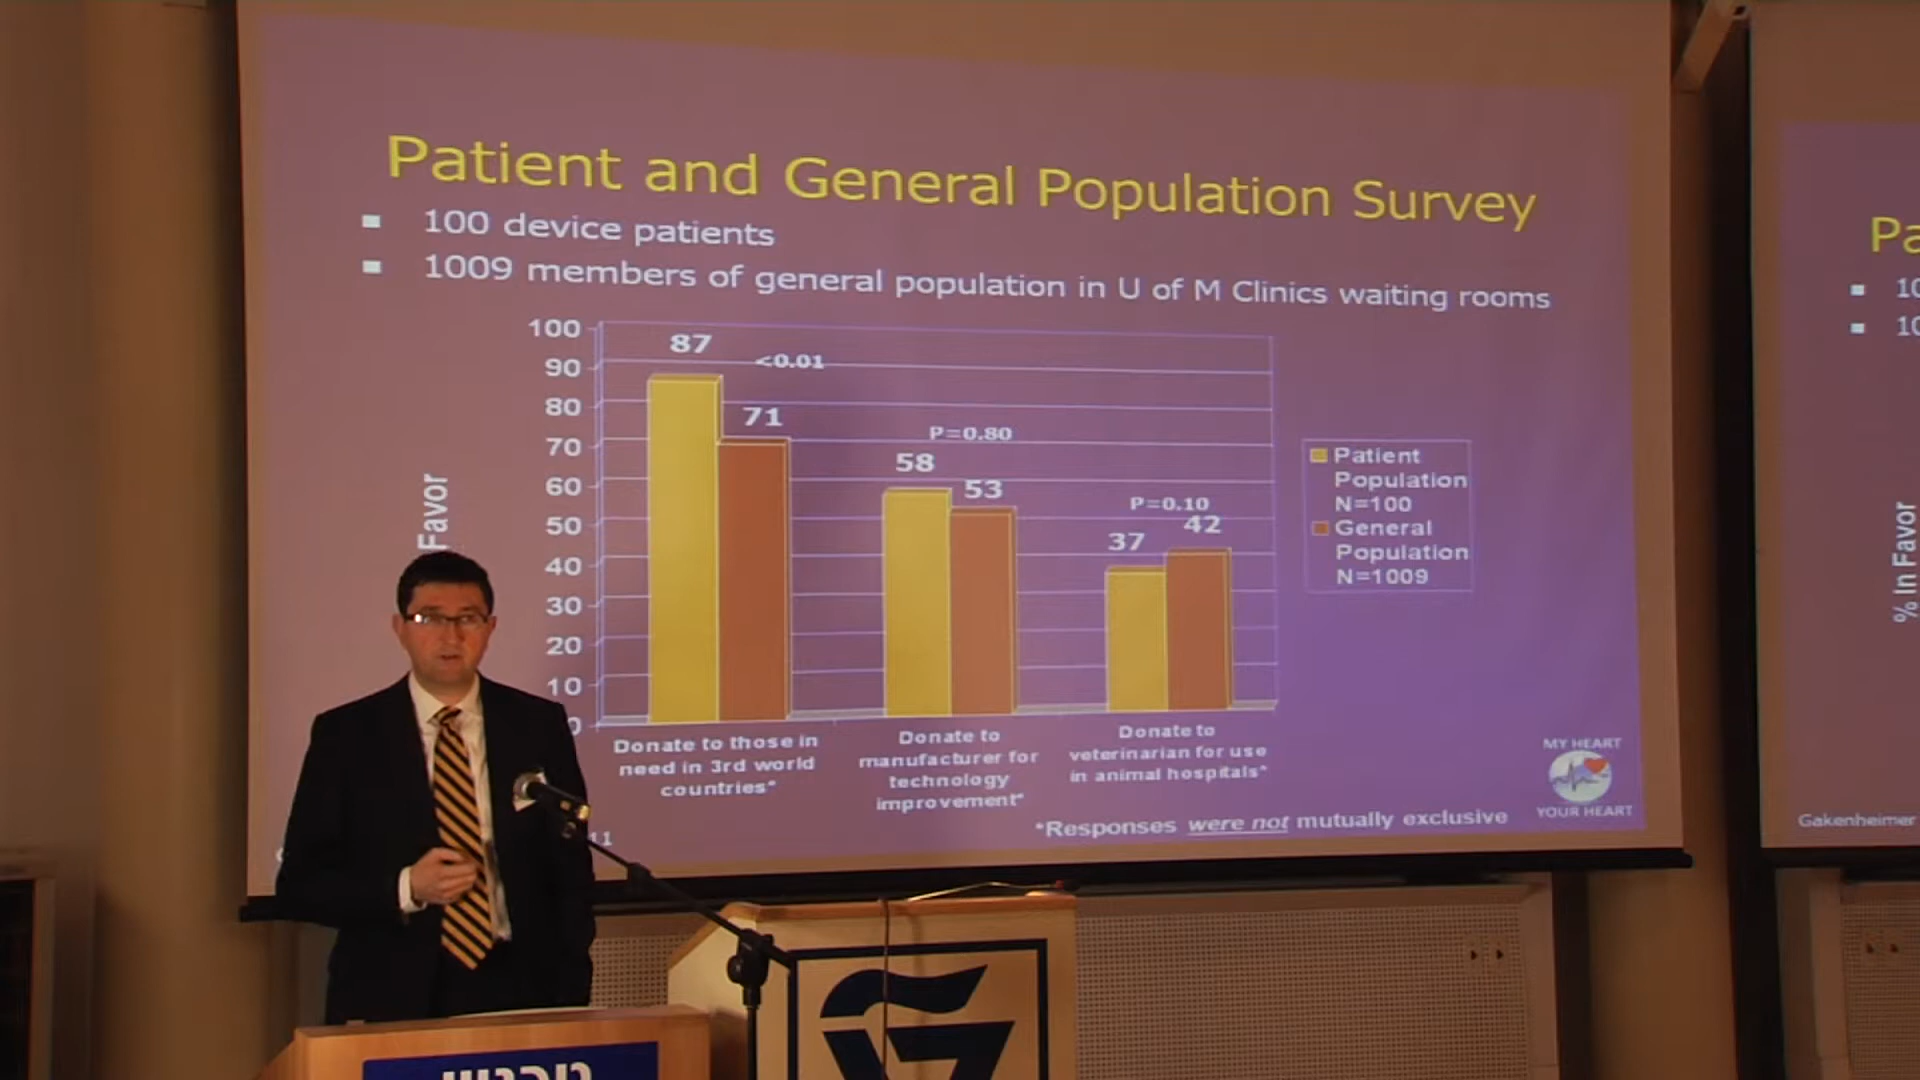 Patient and General Population Survey
100 device patients
1009 members of general population in U of M Clinics waiting rooms
Favor
100
90
80
70
60
50
40
30
20
10
0
87
<0.01
71
P=0.80
58
53
P=0.10
37
42
Donate to those in
need in 3rd world
countries*
Donate to
manufacturer for
technology
improvement*
Donate to
veterinarian for use
in animal hospitals*
Patient
Population
N=100
General
Population
N=1009
*Responses were not mutually exclusive
MY HEART
YOUR HEART
11
Pa
10
10
% In Favor
Gakenheimer